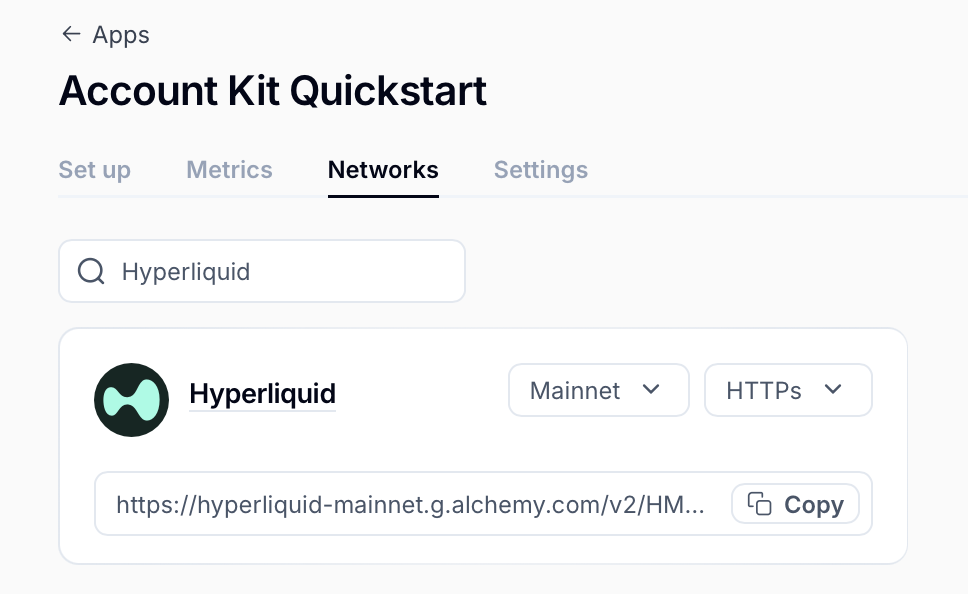 ← Apps
Account Kit Quickstart
Set up Metrics Networks Settings
Hyperliquid
Hyperliquid Mainnet HTTPs
https://hyperliquid-mainnet.g.alchemy.com/v2/HM... Copy